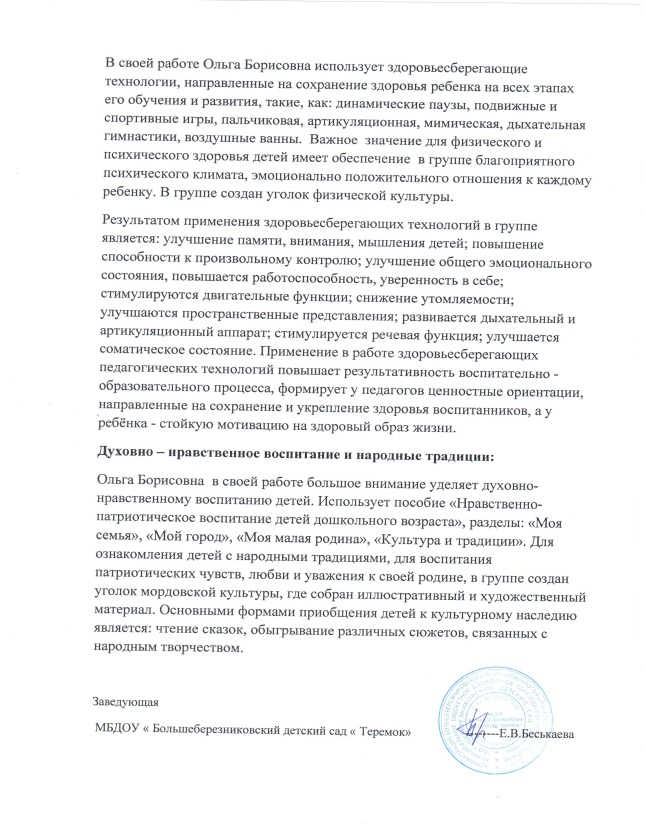 В своей работе Ольга Борисовна использует здоровьесберегающие
технологии, направленные на сохранение здоровья ребенка на всех этапах
его обучения и развития, такие, как: динамические паузы, подвижные и
спортивные игры, пальчиковая, артикуляционная, мимическая, дыхательная
гимнастики, воздушные ванны.  Важное  значение для физического и
психического здоровья детей имеет обеспечение  в группе благоприятного
психического климата, эмоционально положительного отношения к каждому
ребенку. В группе создан уголок физической культуры.
Результатом применения здоровьесберегающих технологий в группе
является: улучшение памяти, внимания, мышления детей; повышение
способности к произвольному контролю; улучшение общего эмоционального
состояния, повышается работоспособность, уверенность в себе;
стимулируются двигательные функции; снижение утомляемости;
улучшаются пространственные представления; развивается дыхательный и
артикуляционный аппарат; стимулируется речевая функция; улучшается
соматическое состояние. Применение в работе здоровьесберегающих
педагогических технологий повышает результативность воспитательно -
образовательного процесса, формирует у педагогов ценностные ориентации,
направленные на сохранение и укрепление здоровья воспитанников, а у
ребёнка - стойкую мотивацию на здоровый образ жизни.
Духовно – нравственное воспитание и народные традиции:
Ольга Борисовна  в своей работе большое внимание уделяет духовно-
нравственному воспитанию детей. Использует пособие «Нравственно-
патриотическое воспитание детей дошкольного возраста», разделы: «Моя
семья», «Мой город», «Моя малая родина», «Культура и традиции». Для
ознакомления детей с народными традициями, для воспитания
патриотических чувств, любви и уважения к своей родине, в группе создан
уголок мордовской культуры, где собран иллюстративный и художественный
материал. Основными формами приобщения детей к культурному наследию
является: чтение сказок, обыгрывание различных сюжетов, связанных с
народным творчеством.
Заведующая
МБДОУ « Большеберезниковский детский сад « Теремок» -------Е.В.Беськаева